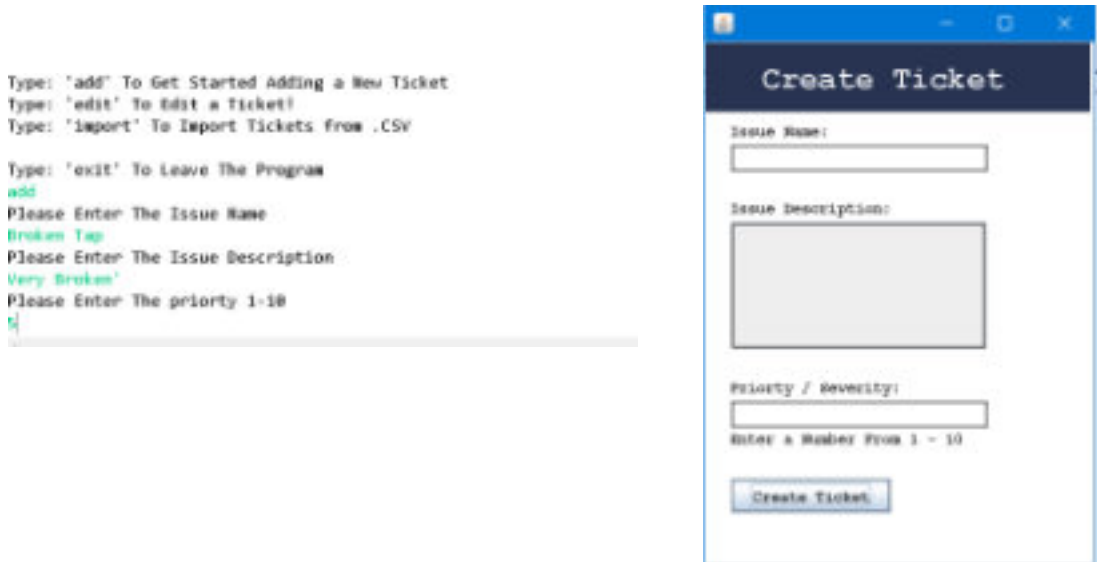 Type: 'add' To Get Started Adding a New Ticket
Type: 'edit' To Edit a Ticket!
Type: 'import' To Import Tickets from .CSV
Type: 'exit' To Leave The Program
add
Please Enter The Issue Name
Broken Tap
Please Enter The Issue Description
Very Broken'
Please Enter The priorty 1-10
5
Create Ticket
Issue Name:
Issue Description:
Priorty / Severity:
Enter a Number From 1 - 10
Create Ticket